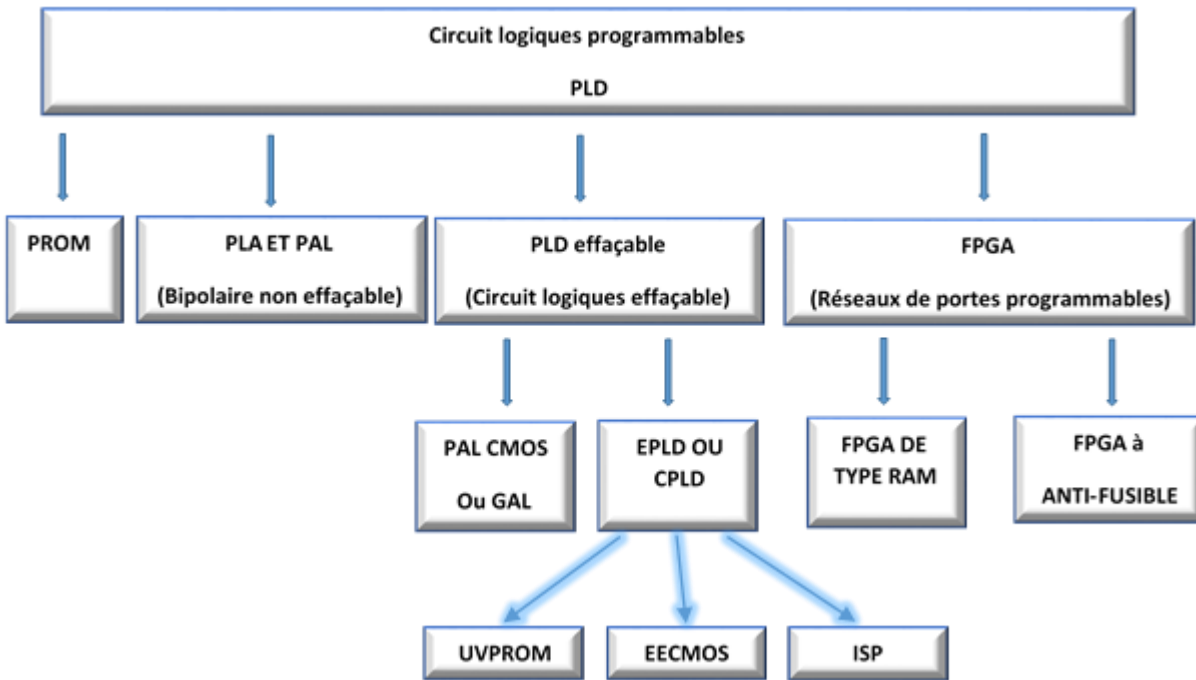 Circuit logiques programmables
PLD
PROM
PLA ET PAL
(Bipolaire non effaçable)
PLD effaçable
(Circuit logiques effaçable)
FPGA
(Réseaux de portes programmables)
PAL CMOS
Ou GAL
EPLD OU
CPLD
FPGA DE
TYPE RAM
FPGA à
ANTI-FUSIBLE
UVPROM
EECMOS
ISP